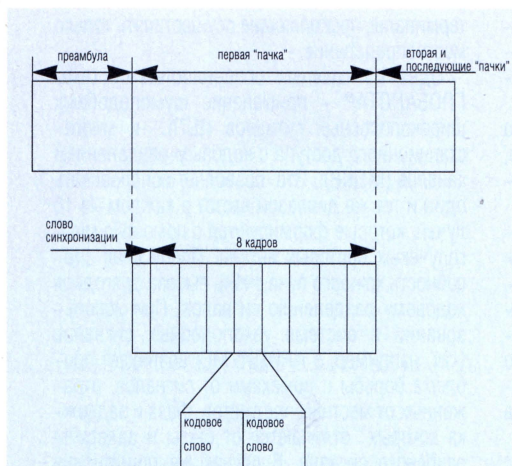 преамбула
первая "пачка"
вторая и
последующие "пачки"
слово
синхронизации
8 кадров
кодовое
слово
кодовое
слово